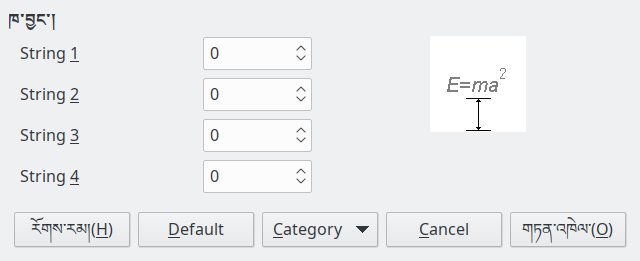 ཁ་བྱང་།
String 1 0
String 2 0
String 3 0
String 4 0
E=ma2
རོགས་རམ།(H) Default Category Cancel གཏན་འཁེལ་(O)